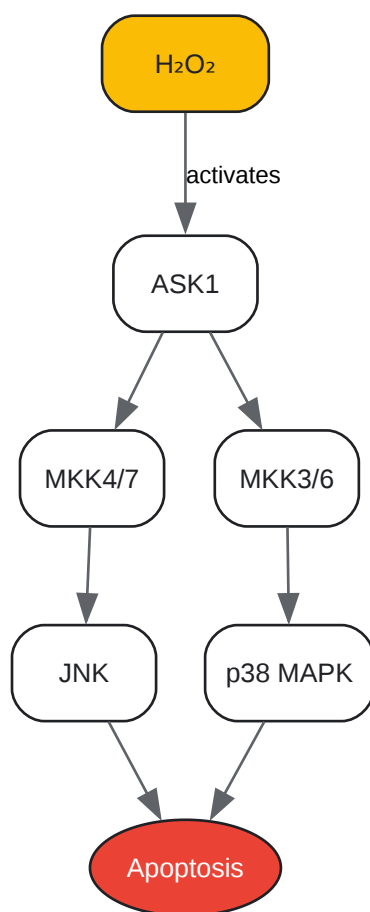 H₂O₂
activates
ASK1
MKK4/7
MKK3/6
JNK
p38 MAPK
Apoptosis